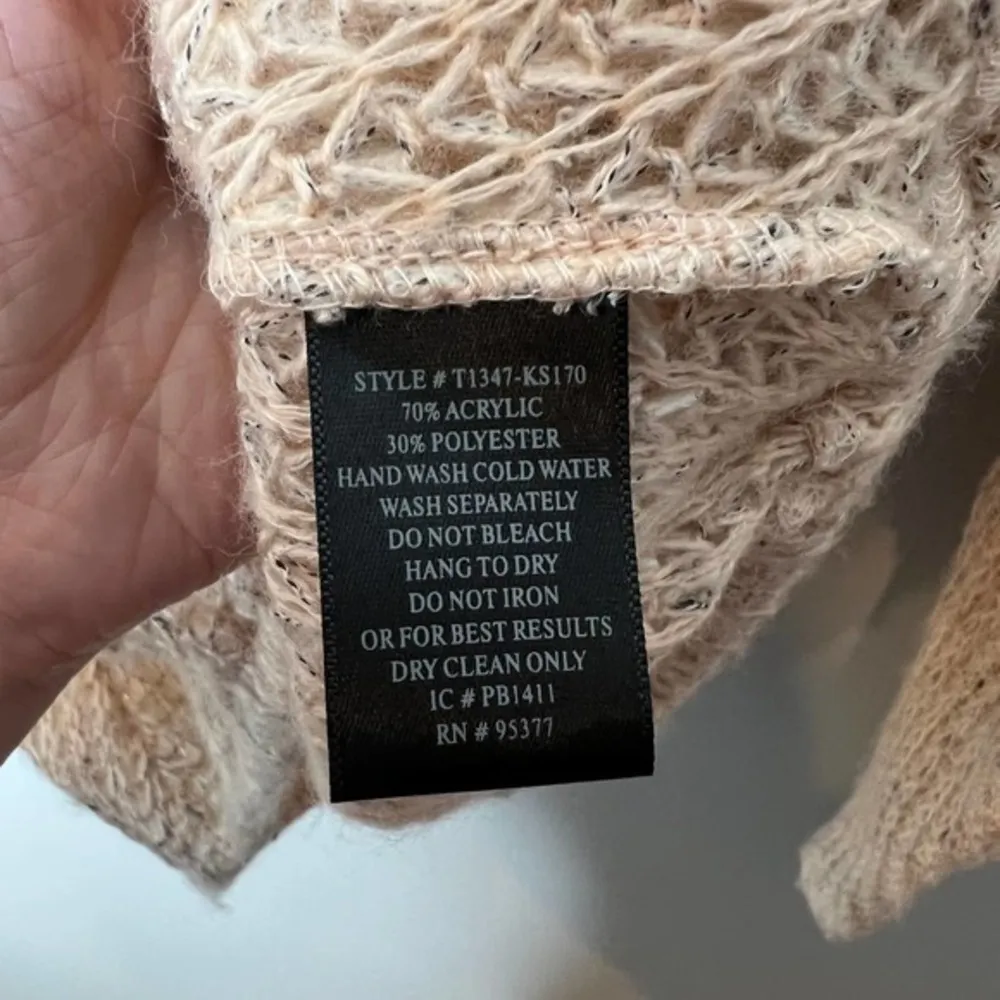 STYLE # T1347-KS170
70% ACRYLIC
30% POLYESTER
HAND WASH COLD WATER
WASH SEPARATELY
DO NOT BLEACH
HANG TO DRY
DO NOT IRON
OR FOR BEST RESULTS
DRY CLEAN ONLY
IC # PB1411
RN # 95377